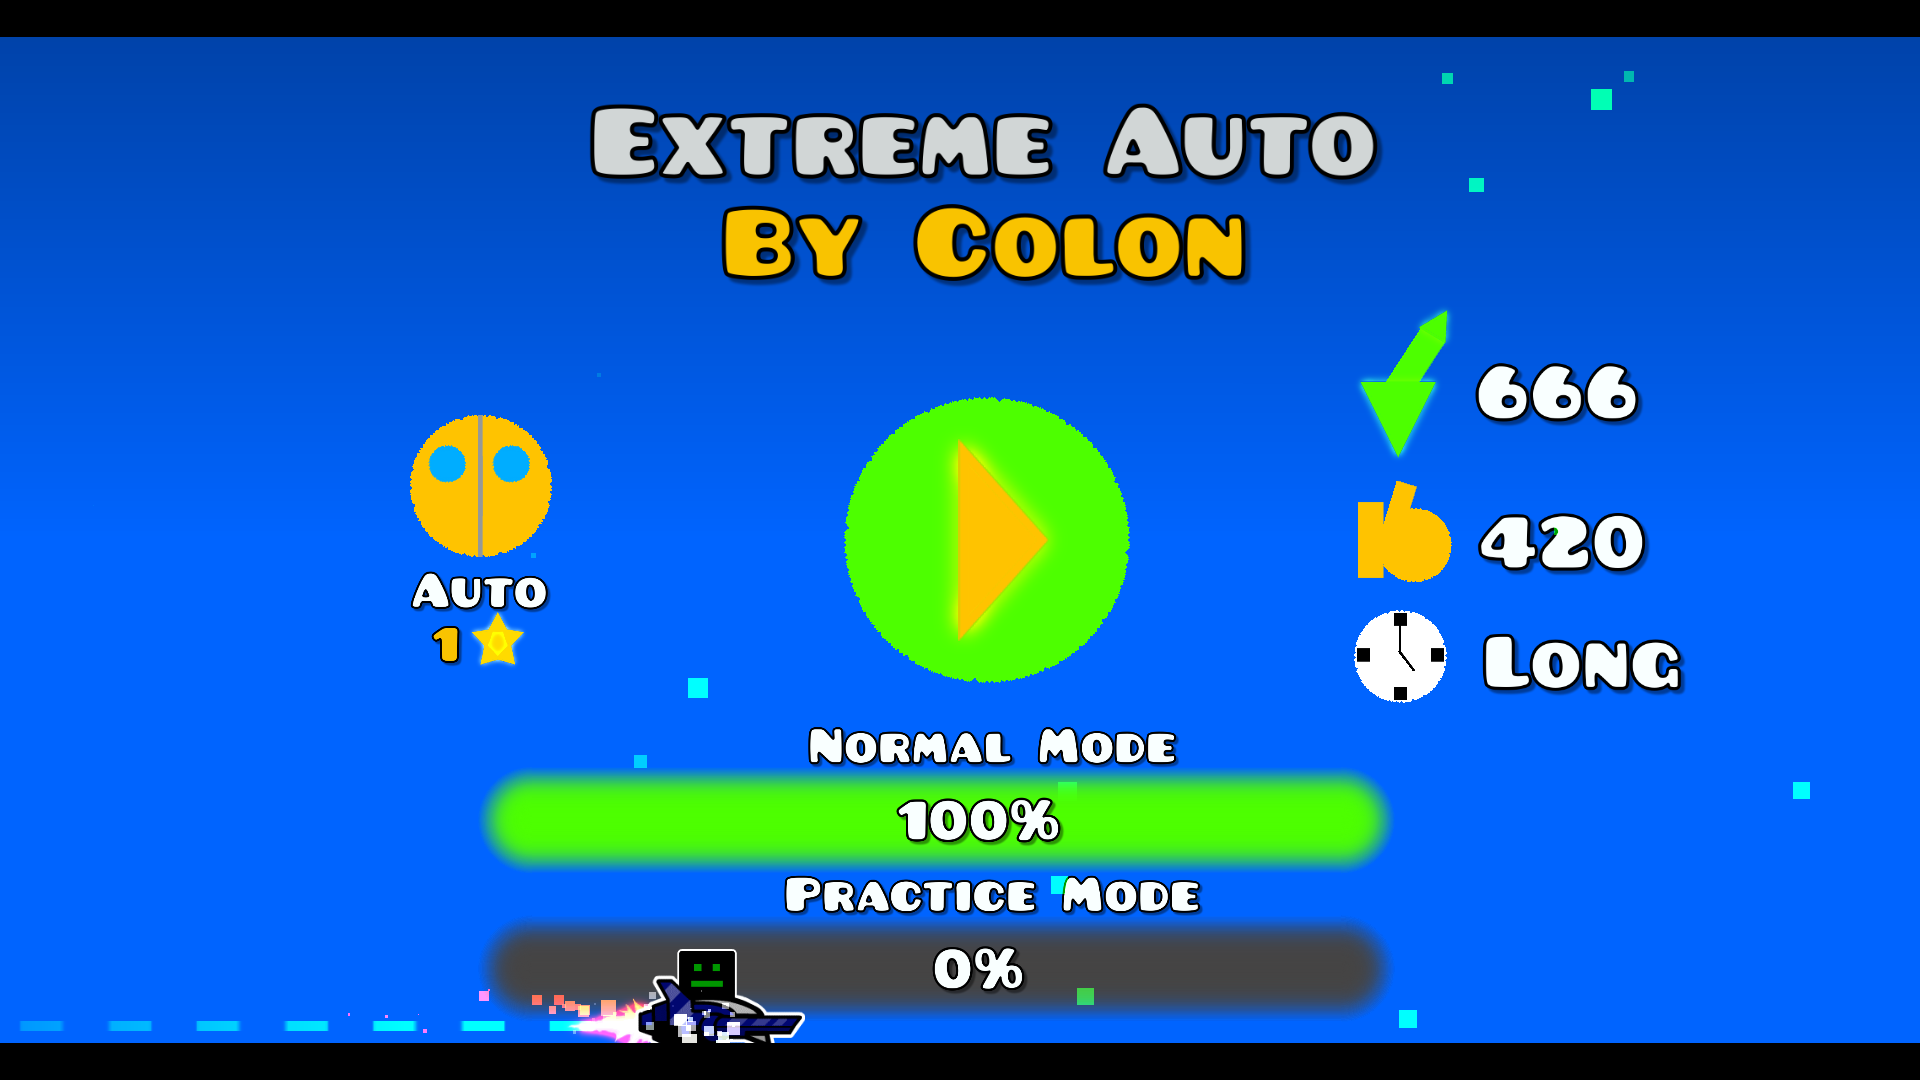 Extreme Auto
By Colon
666
Auto
1
420
Long
Normal Mode
100%
Practice Mode
0%